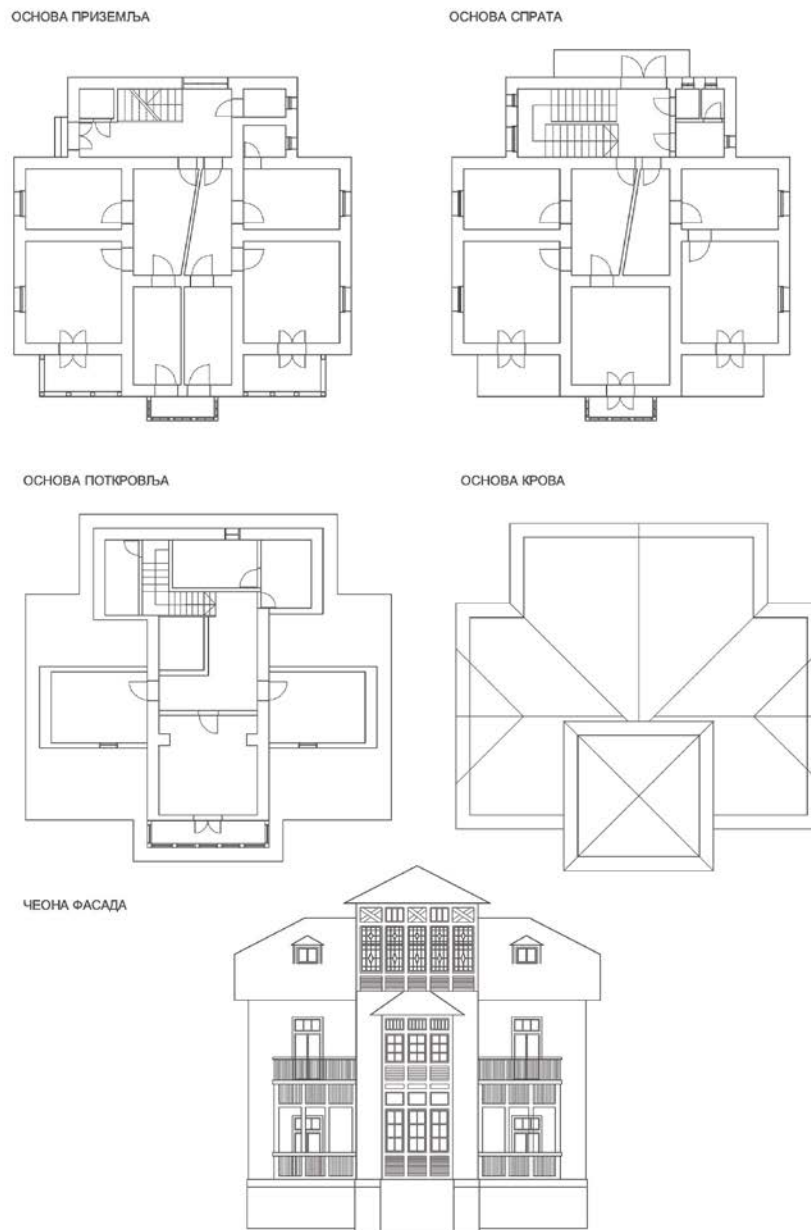 ОСНОВА ПРИЗЕМЉА
ОСНОВА СПРАТА
ОСНОВА ПОТКРОВЉА
ОСНОВА КРОВА
ЧЕОНА ФАСАДА